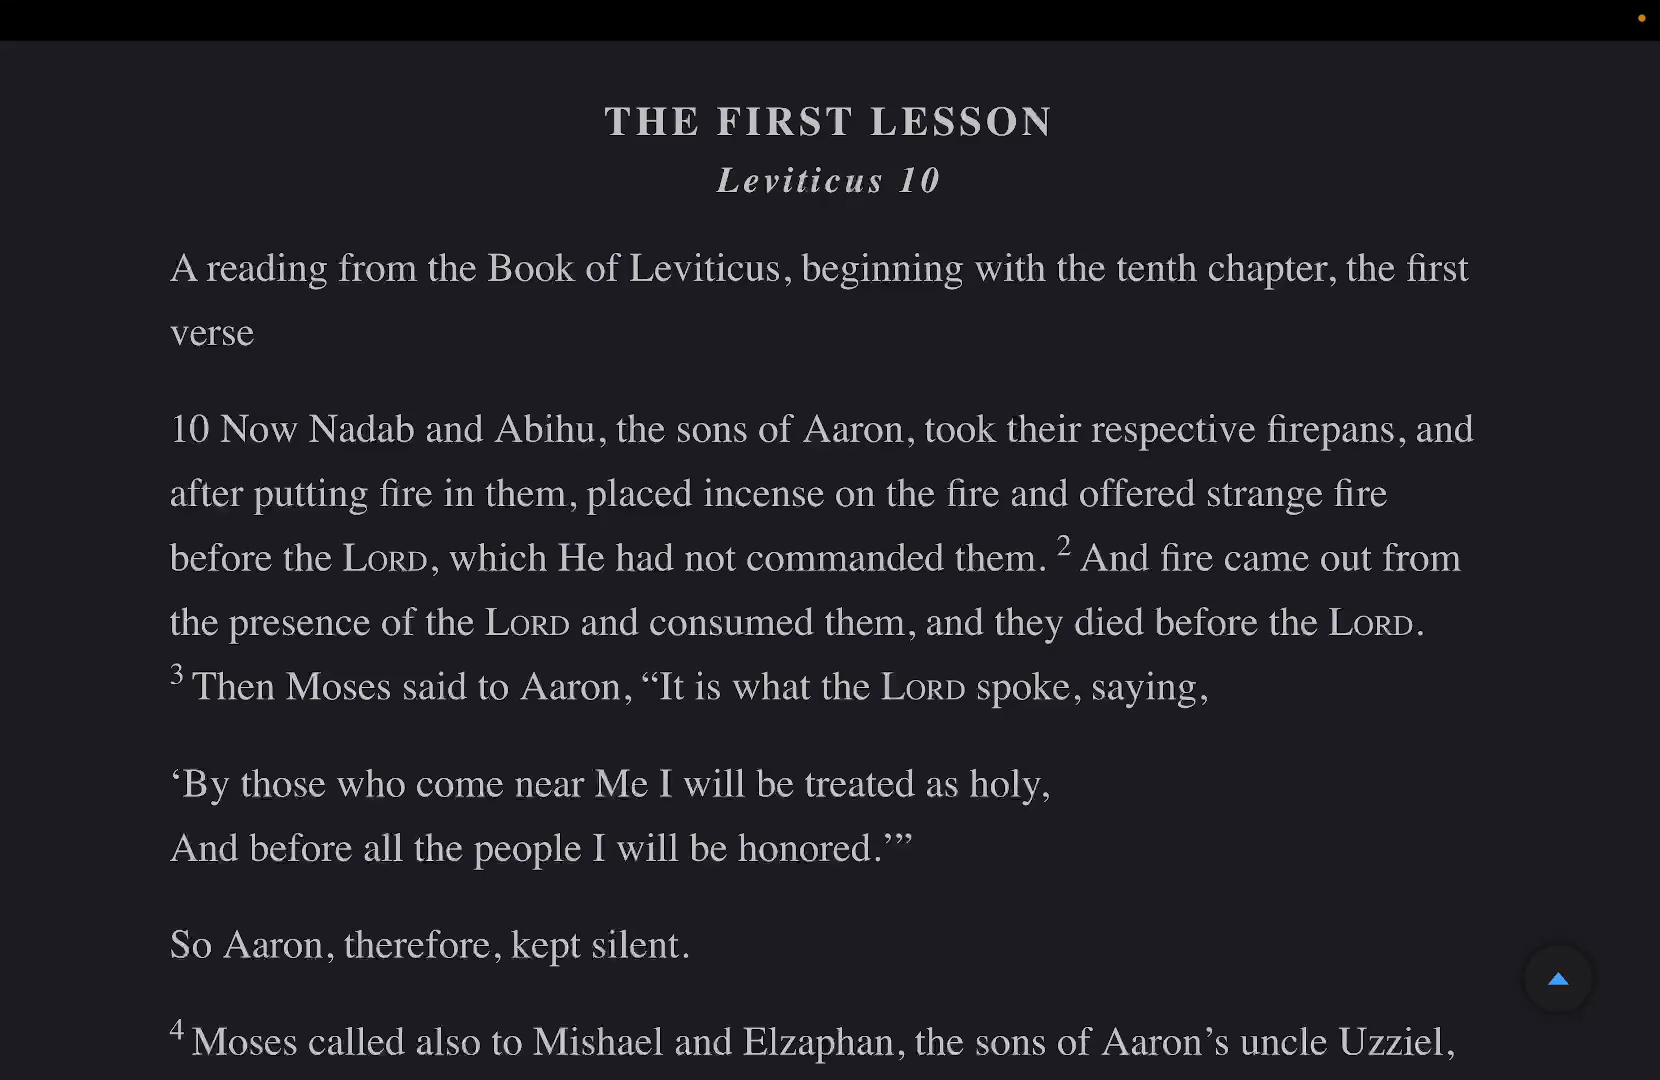 THE FIRST LESSON
Leviticus 10
A reading from the Book of Leviticus, beginning with the tenth chapter, the first
verse
10 Now Nadab and Abihu, the sons of Aaron, took their respective firepans, and
after putting fire in them, placed incense on the fire and offered strange fire
before the LORD, which He had not commanded them. 2 And fire came out from
the presence of the LORD and consumed them, and they died before the LORD.
3 Then Moses said to Aaron, “It is what the LORD spoke, saying,
‘By those who come near Me I will be treated as holy,
And before all the people I will be honored.’”
So Aaron, therefore, kept silent.
4 Moses called also to Mishael and Elzaphan, the sons of Aaron’s uncle Uzziel,